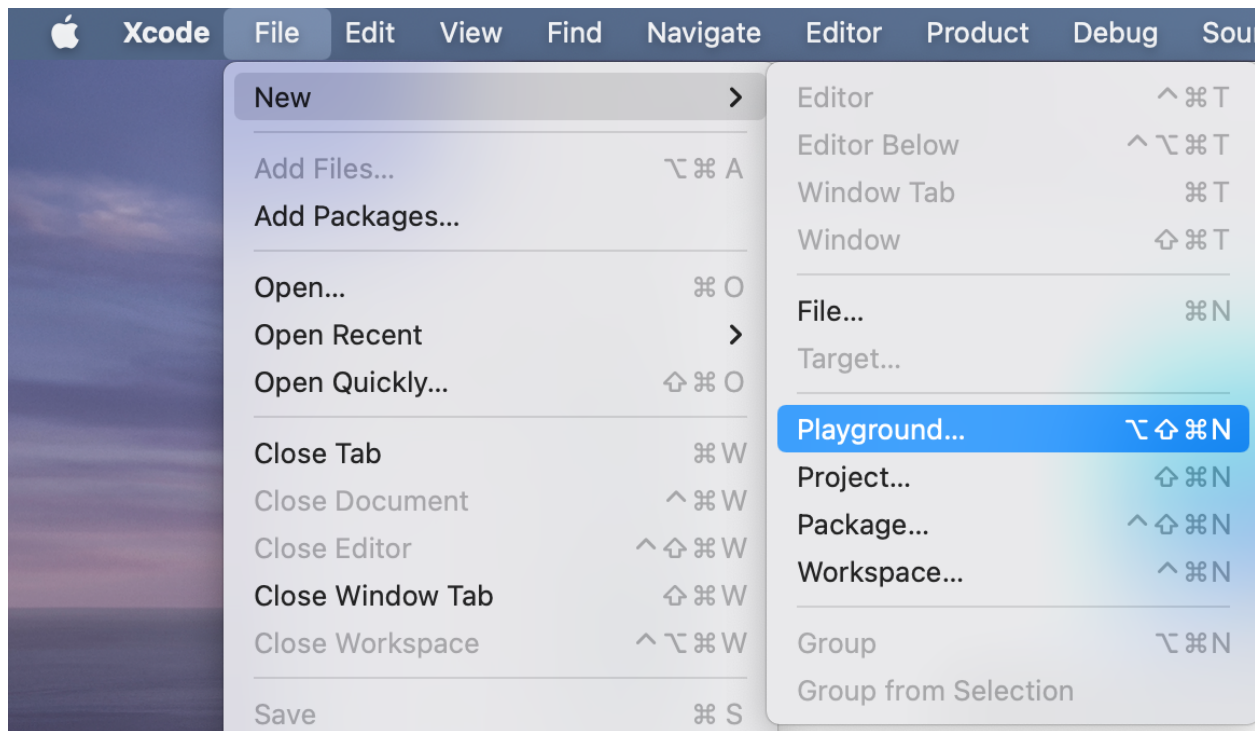 Xcode File Edit View Find Navigate Editor Product Debug Sou
New
Add Files... ⌥⌘A
Add Packages...
Open... ⌘O
Open Recent
Open Quickly... ⇧⌘O
Close Tab ⌘W
Close Document ^⌘W
Close Editor ^⇧⌘W
Close Window Tab ⇧⌘W
Close Workspace ^⌥⌘W
Save ⌘S
Editor ^⌘T
Editor Below ^⌥⌘T
Window Tab ⌘T
Window ⇧⌘T
File... ⌘N
Target...
Playground... ⌥⇧⌘N
Project... ⇧⌘N
Package... ^⇧⌘N
Workspace... ^⌘N
Group ⌥⌘N
Group from Selection